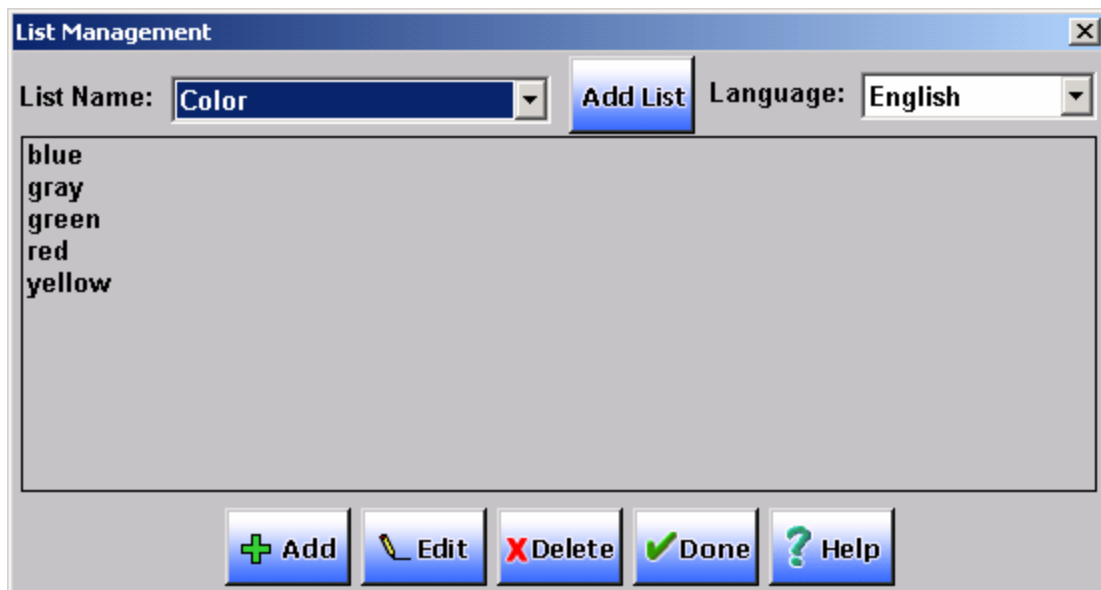 List Management
List Name: Color Add List Language: English
blue
gray
green
red
yellow
Add Edit Delete Done Help